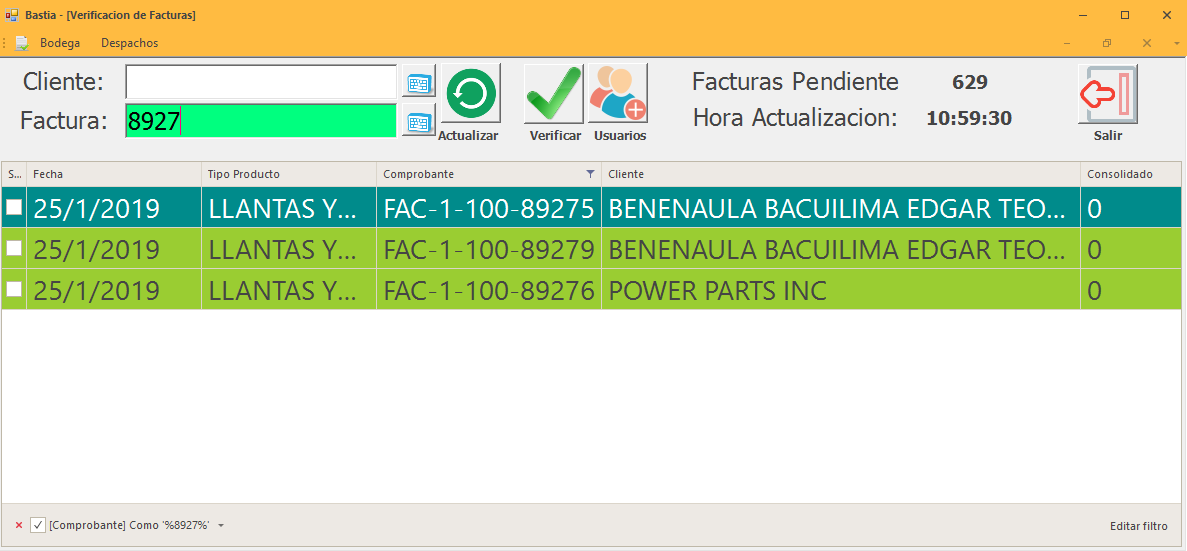 Bastia - [Verificacion de Facturas]
Bodega Despachos
Cliente:
Factura: 8927
Actualizar
Verificar
Usuarios
Facturas Pendiente 629
Hora Actualizacion: 10:59:30
Salir
S... Fecha Tipo Producto Comprobante Cliente Consolidado
25/1/2019 LLANTAS Y... FAC-1-100-89275 BENENAULA BACUILIMA EDGAR TEO... 0
25/1/2019 LLANTAS Y... FAC-1-100-89279 BENENAULA BACUILIMA EDGAR TEO... 0
25/1/2019 LLANTAS Y... FAC-1-100-89276 POWER PARTS INC 0
[Comprobante] Como '%8927%'
Editar filtro